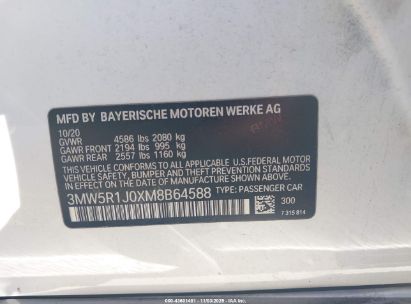 MFD BY BAYERISCHE MOTOREN WERKE AG
10/20
GVWR 4586 lbs 2080 kg
GAWR FRONT 2194 lbs 995 kg
GAWR REAR 2557 lbs 1160 kg
THIS VEHICLE CONFORMS TO ALL APPLICABLE U.S.FEDERAL MOTOR
VEHICLE SAFETY, BUMPER, AND THEFT PREVENTION
STANDARDS IN EFFECT ON THE
DATE OF MANUFACTURE SHOWN ABOVE.
3MW5R1J0XM8B64588 TYPE: PASSENGER CAR
300
7 315 814